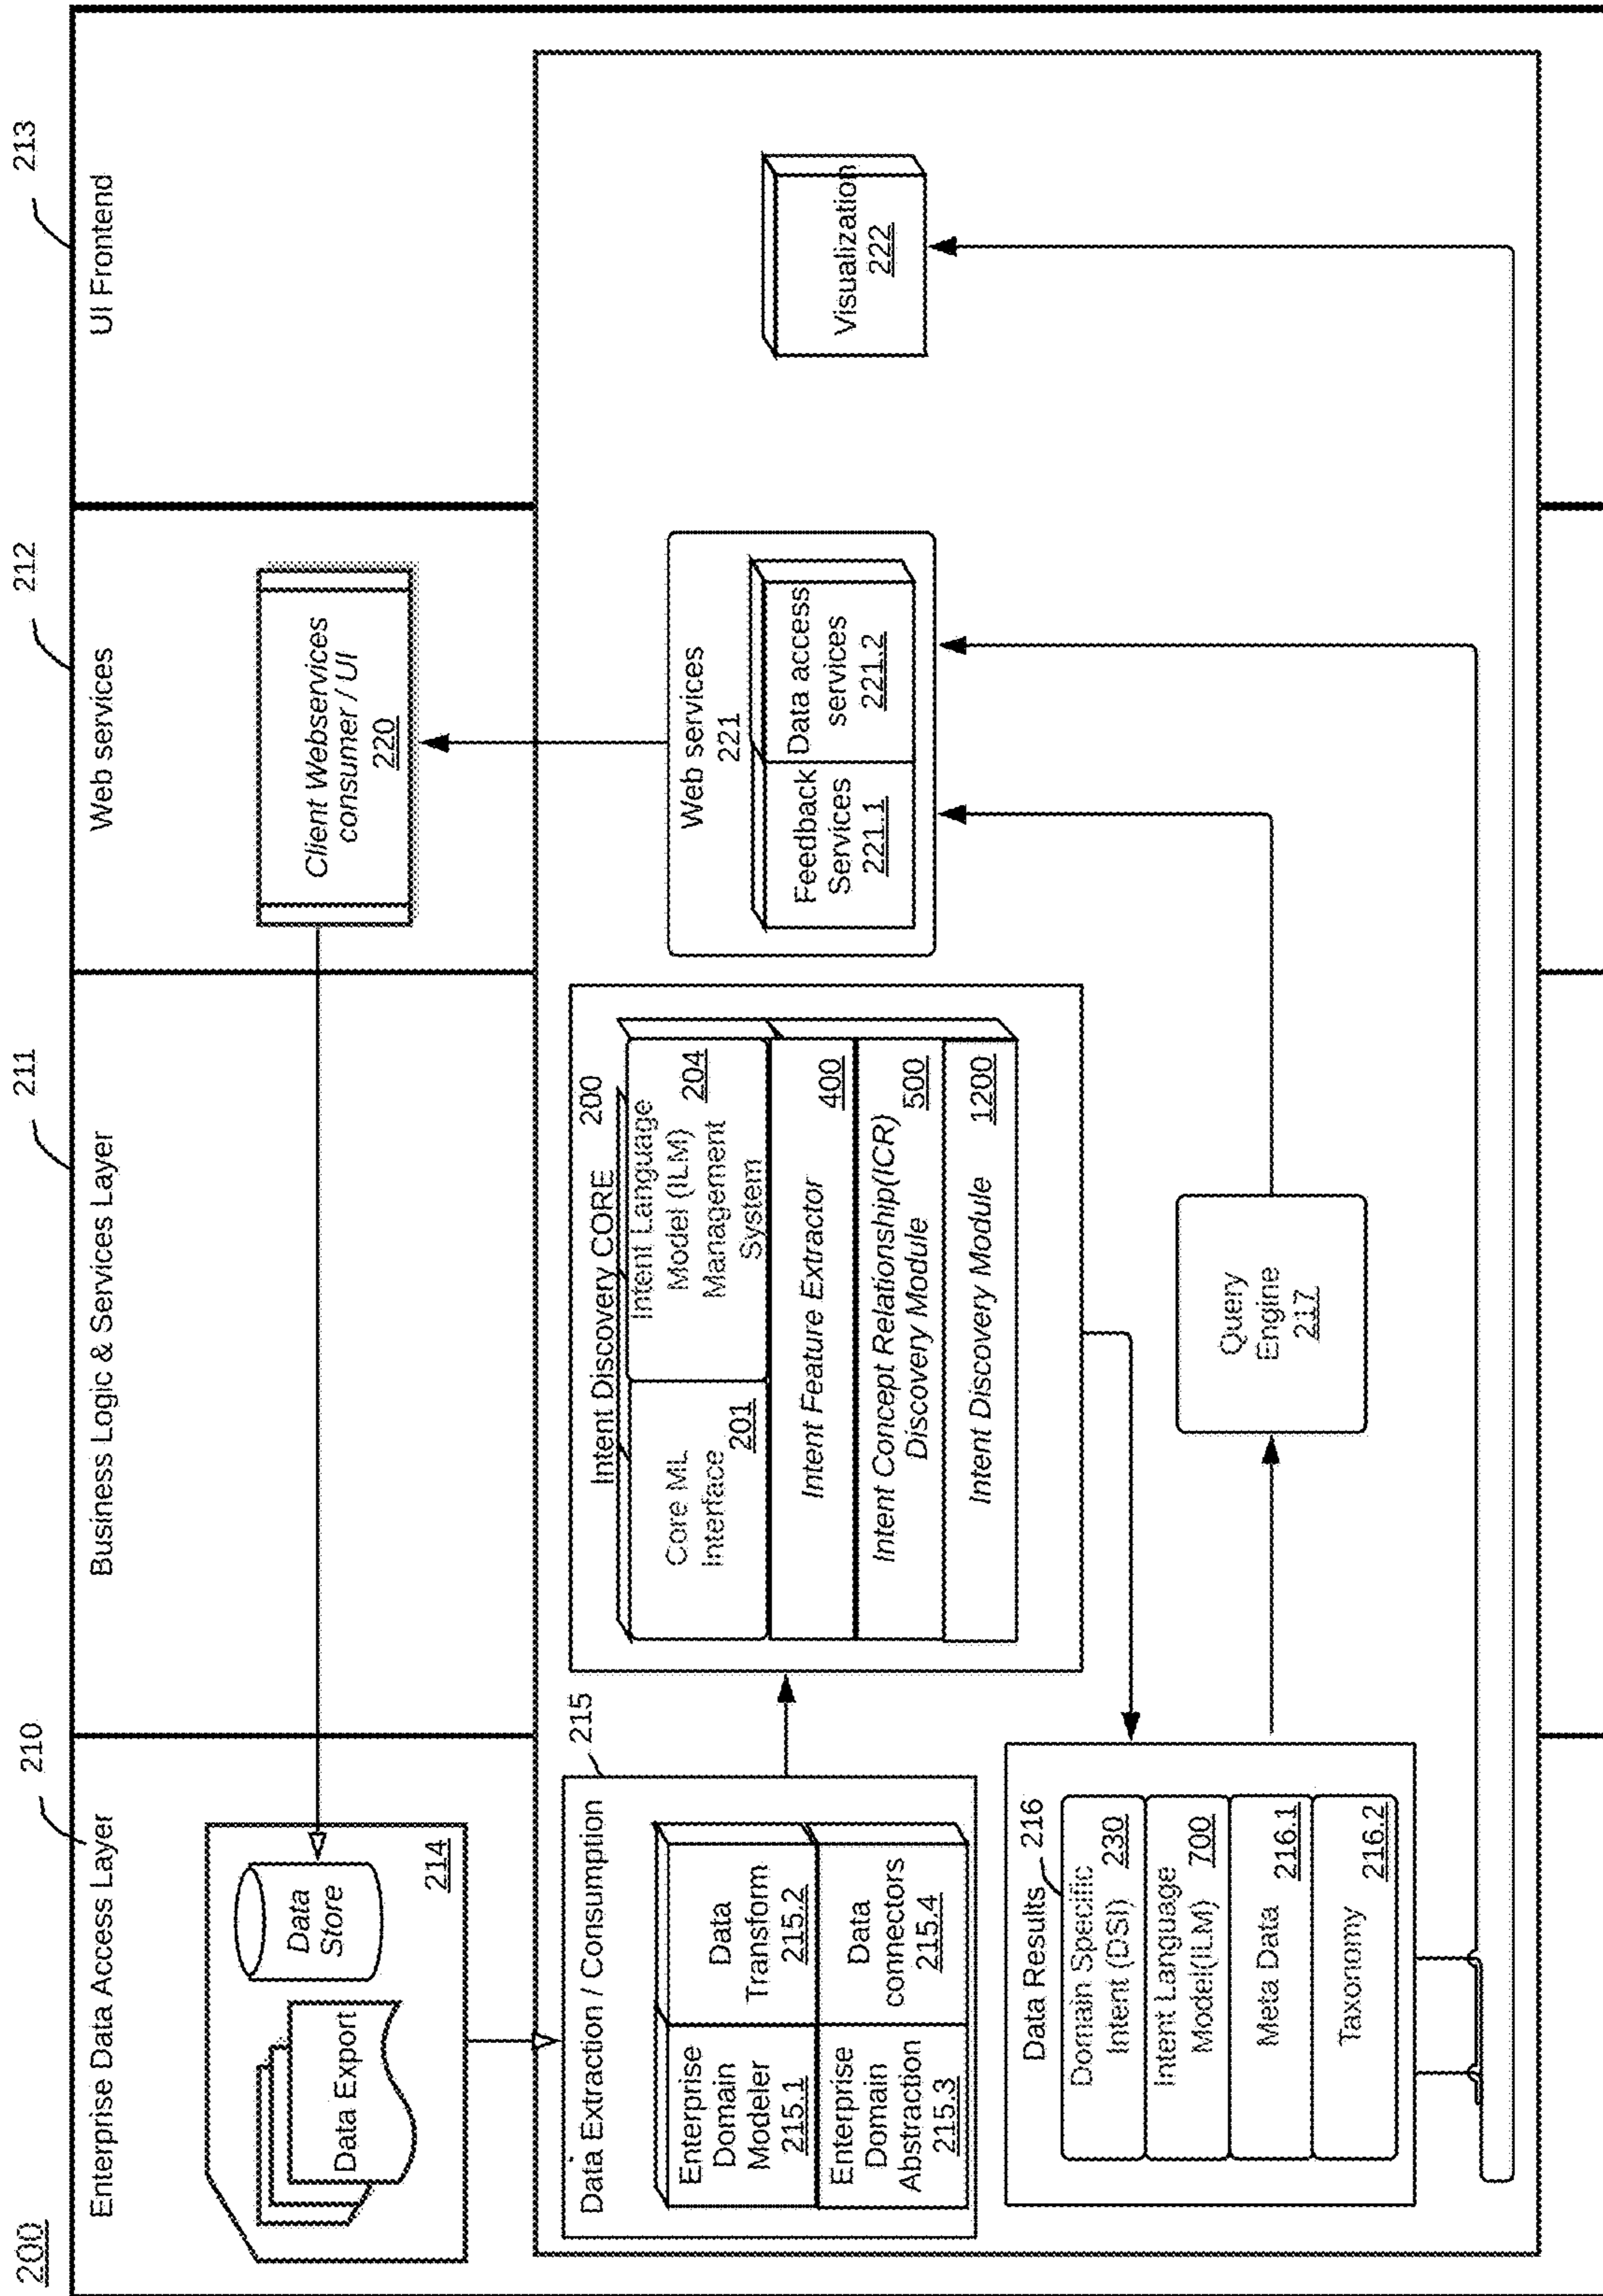 200
210
211
212
213
Enterprise Data Access Layer
Business Logic & Services Layer
Web services
UI Frontend
Data Export
Data
Store
214
Client Webservices
consumer / UI
220
Data Extraction / Consumption
215
Enterprise
Domain
Modeler
215.1
Data
Transform
215.2
Enterprise
Domain
Abstraction
215.3
Data
connectors
215.4
Intent Discovery CORE
200
Core ML
Interface
201
Intent Language
Model (ILM)
Management
System
204
Intent Feature Extractor
400
Intent Concept Relationship(ICR)
Discovery Module
500
Intent Discovery Module
1200
Web services
221
Feedback
Services
221.1
Data access
services
221.2
Visualization
222
Data Results
216
Domain Specific
Intent (DSI)
230
Intent Language
Model(ILM)
700
Meta Data
216.1
Taxonomy
216.2
Query
Engine
217